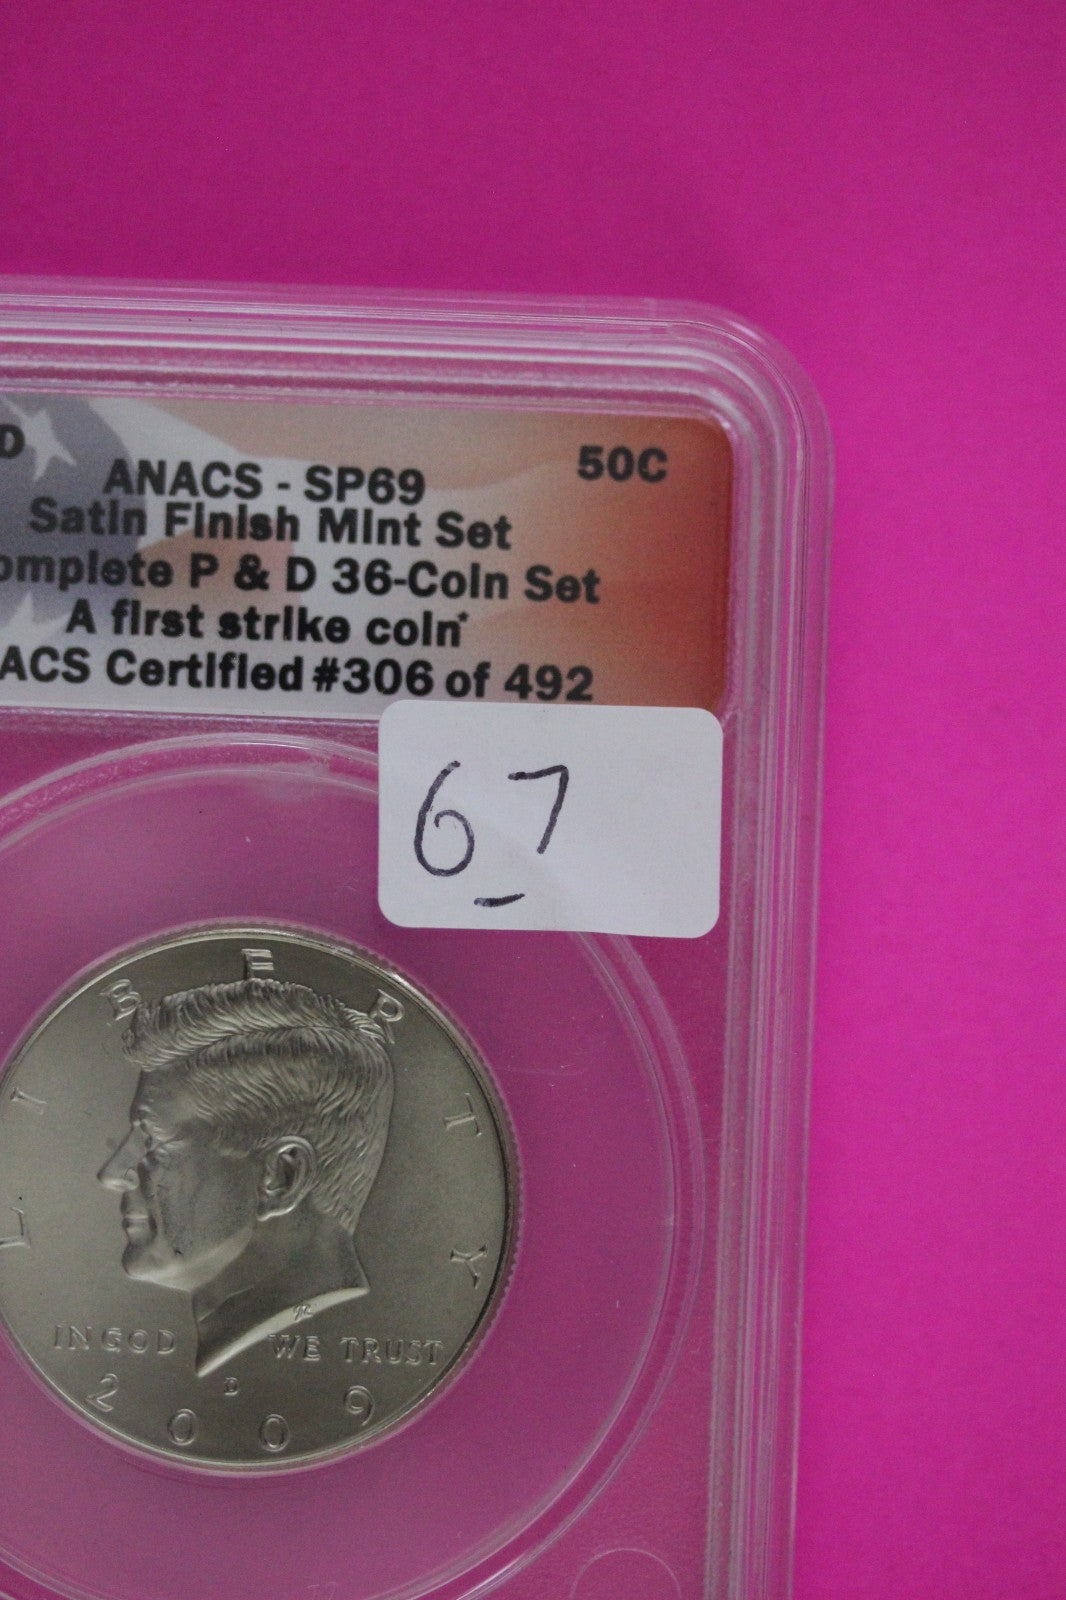 D 50C
ANACS - SP69
Satin Finish Mint Set
omplete P & D 36-Coin Set
A first strike coin*
ACS Certified #306 of 492
67
LIBERTY
IN GOD WE TRUST
D
2009